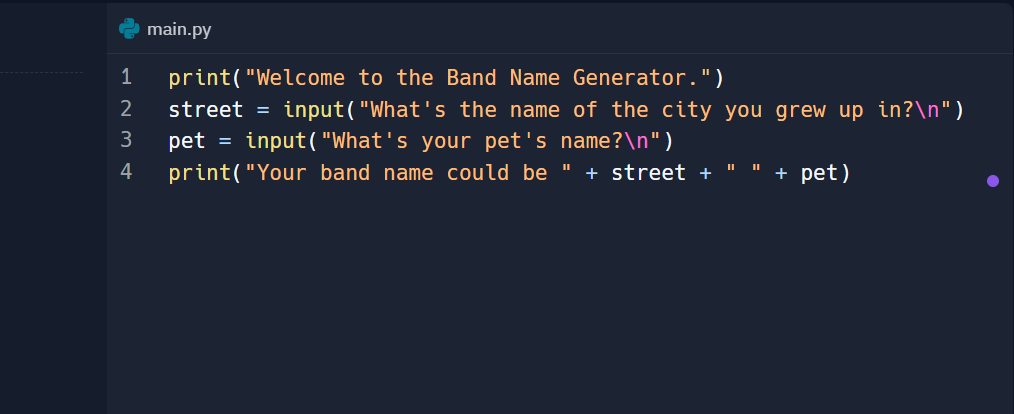 main.py
1 print("Welcome to the Band Name Generator.")
2 street = input("What's the name of the city you grew up in?\n")
3 pet = input("What's your pet's name?\n")
4 print("Your band name could be " + street + " " + pet)